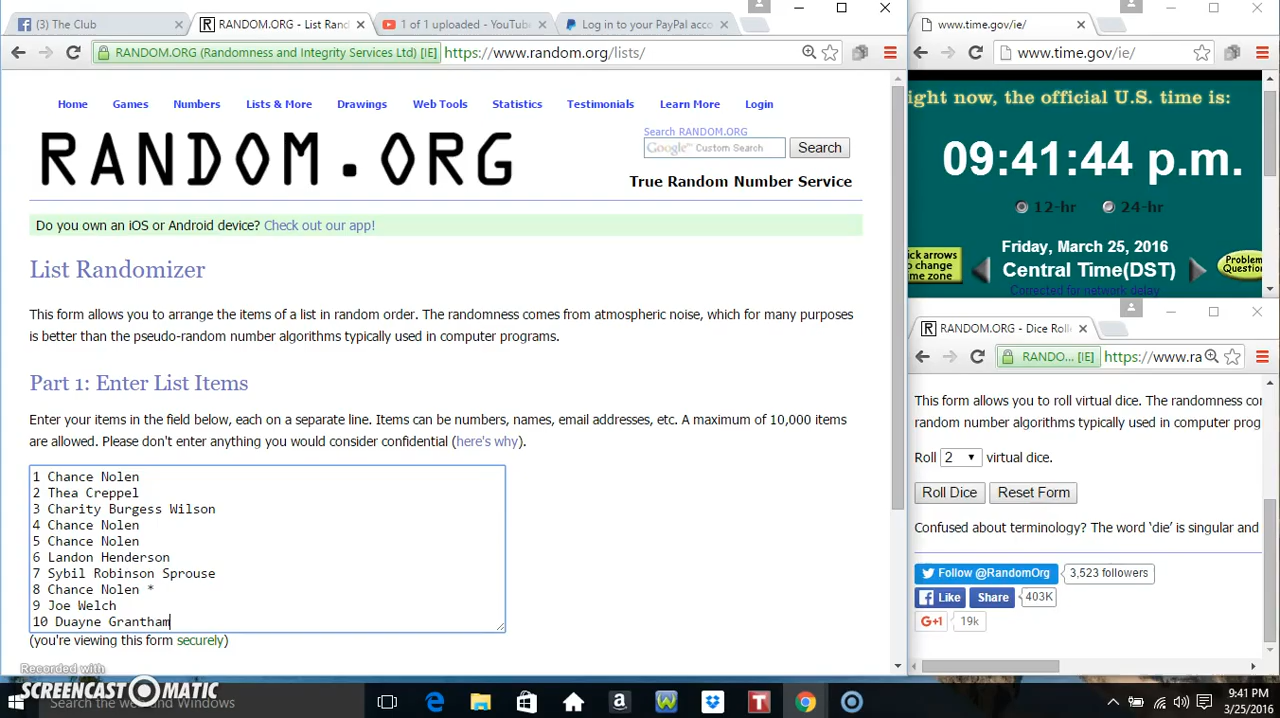 (3) The Club
RANDOM.ORG - List Rand
1 of 1 uploaded - YouTube
Log in to your PayPal acco
RANDOM.ORG (Randomness and Integrity Services Ltd) [IE]
https://www.random.org/lists/
Home Games Numbers Lists & More Drawings Web Tools Statistics Testimonials Learn More Login
RANDOM.ORG
Search RANDOM.ORG
Google™ Custom Search
Search
True Random Number Service
Do you own an iOS or Android device? Check out our app!
List Randomizer
This form allows you to arrange the items of a list in random order. The randomness comes from atmospheric noise, which for many purposes
is better than the pseudo-random number algorithms typically used in computer programs.
Part 1: Enter List Items
Enter your items in the field below, each on a separate line. Items can be numbers, names, email addresses, etc. A maximum of 10,000 items
are allowed. Please don't enter anything you would consider confidential (here's why).
1 Chance Nolen
2 Thea Creppel
3 Charity Burgess Wilson
4 Chance Nolen
5 Chance Nolen
6 Landon Henderson
7 Sybil Robinson Sprouse
8 Chance Nolen *
9 Joe Welch
10 Duayne Grantham
(you're viewing this form securely)
www.time.gov/ie/
www.time.gov/ie/
ight now, the official U.S. time is:
09:41:44 p.m.
12-hr 24-hr
Friday, March 25, 2016
Central Time(DST)
Corrected for network delay
ick arrows
o change
me zone
Problem
Question
RANDOM.ORG - Dice Rolle
RANDO... [IE]
https://www.ra
This form allows you to roll virtual dice. The randomness co
random number algorithms typically used in computer prog
Roll 2 virtual dice.
Roll Dice
Reset Form
Confused about terminology? The word 'die' is singular and
Follow @RandomOrg
3,523 followers
Like
Share
403K
G+1
19k
Recorded with
SCREENCAST-O-MATIC
Search the web and Windows
9:41 PM
3/25/2016